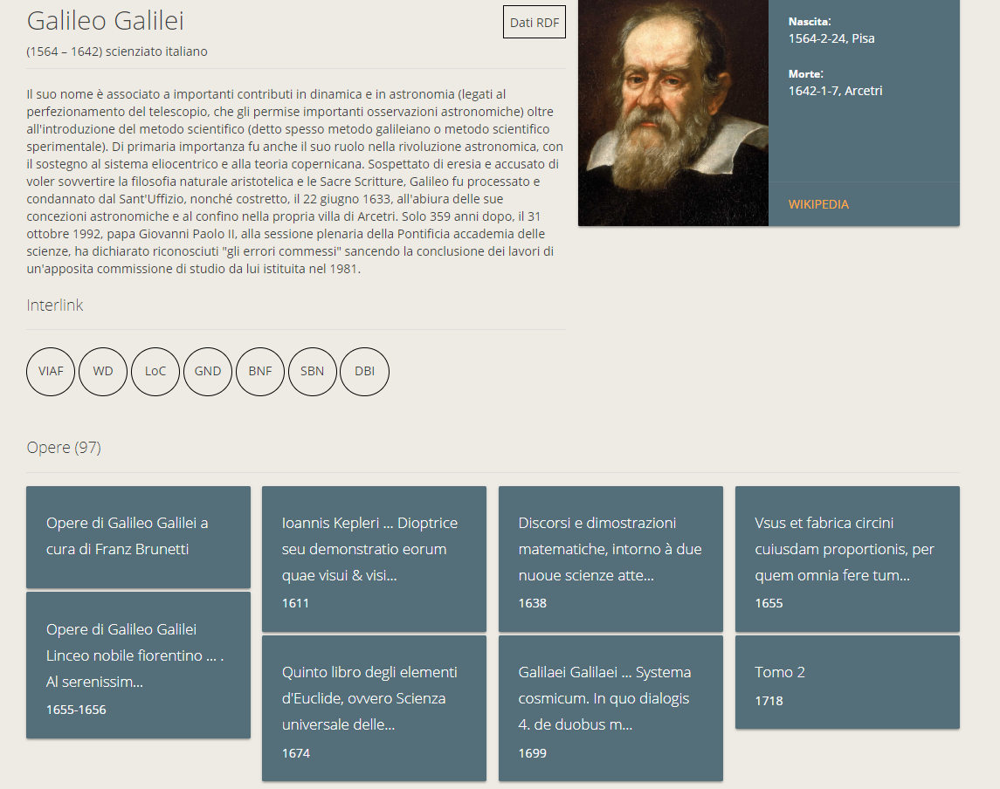 Galileo Galilei
Dati RDF
(1564 – 1642) scienziato italiano
Il suo nome è associato a importanti contributi in dinamica e in astronomia (legati al
perfezionamento del telescopio, che gli permise importanti osservazioni astronomiche) oltre
all'introduzione del metodo scientifico (detto spesso metodo galileiano o metodo scientifico
sperimentale). Di primaria importanza fu anche il suo ruolo nella rivoluzione astronomica, con
il sostegno al sistema eliocentrico e alla teoria copernicana. Sospettato di eresia e accusato di
voler sovvertire la filosofia naturale aristotelica e le Sacre Scritture, Galileo fu processato e
condannato dal Sant'Uffizio, nonché costretto, il 22 giugno 1633, all'abiura delle sue
concezioni astronomiche e al confino nella propria villa di Arcetri. Solo 359 anni dopo, il 31
ottobre 1992, papa Giovanni Paolo II, alla sessione plenaria della Pontificia accademia delle
scienze, ha dichiarato riconosciuti "gli errori commessi" sancendo la conclusione dei lavori di
un'apposita commissione di studio da lui istituita nel 1981.
Nascita:
1564-2-24, Pisa
Morte:
1642-1-7, Arcetri
WIKIPEDIA
Interlink
VIAF
WD
LoC
GND
BNF
SBN
DBI
Opere (97)
Opere di Galileo Galilei a
cura di Franz Brunetti
Opere di Galileo Galilei
Linceo nobile fiorentino ... .
Al serenissim...
1655-1656
Ioannis Kepleri ... Dioptrice
seu demonstratio eorum
quae visui & visi...
1611
Quinto libro degli elementi
d'Euclide, ovvero Scienza
universale delle...
1674
Discorsi e dimostrazioni
matematiche, intorno à due
nuoue scienze atte...
1638
Galilaei Galilaei ... Systema
cosmicum. In quo dialogis
4. de duobus m...
1699
Vsus et fabrica circini
cuiusdam proportionis, per
quem omnia fere tum...
1655
Tomo 2
1718